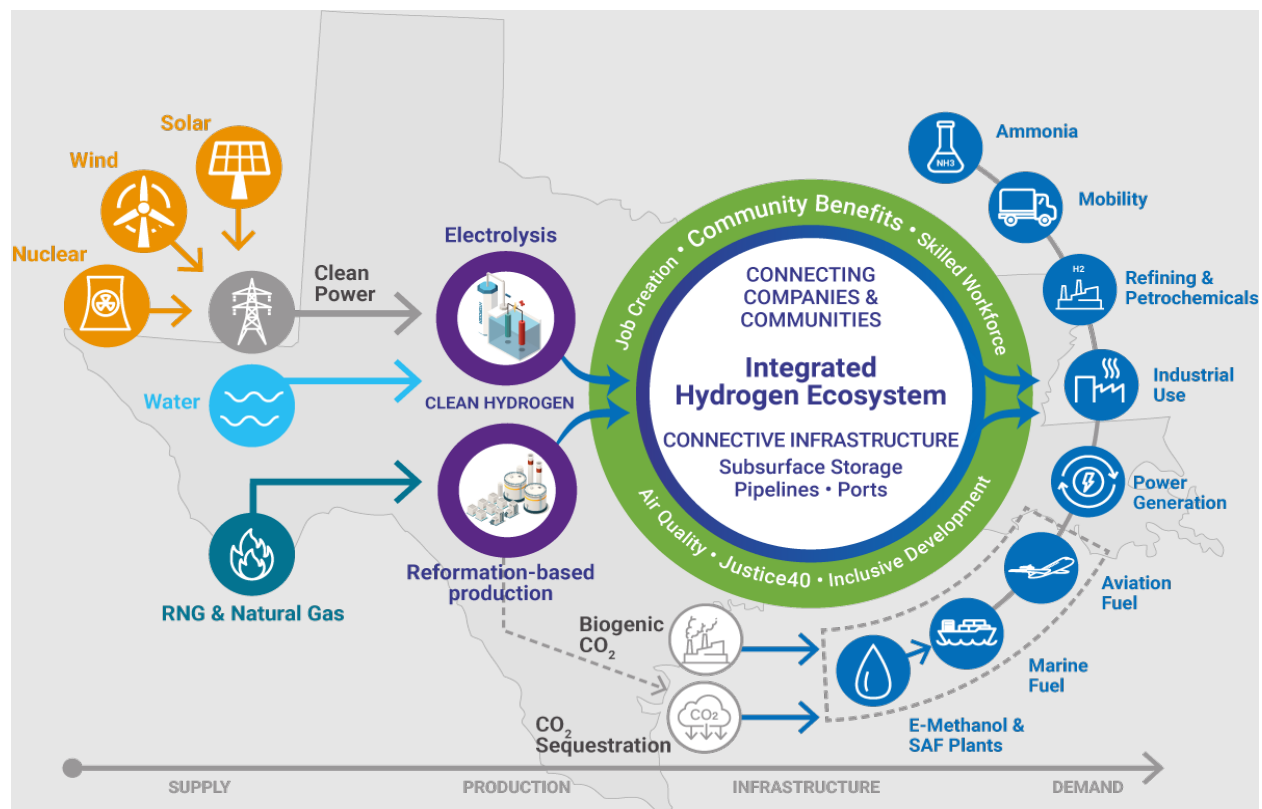 Solar
Wind
Nuclear
Clean
Power
Water
RNG & Natural Gas
Electrolysis
HYDROGEN
CLEAN HYDROGEN
Reformation-based
production
Job Creation • Community Benefits • Skilled Workforce
CONNECTING
COMPANIES &
COMMUNITIES
Integrated
Hydrogen Ecosystem
CONNECTIVE INFRASTRUCTURE
Subsurface Storage
Pipelines • Ports
Air Quality • Justice40 • Inclusive Development
Biogenic
CO₂
CO₂
CO₂
Sequestration
NH3
Ammonia
Mobility
H2
Refining &
Petrochemicals
Industrial
Use
Power
Generation
Aviation
Fuel
Marine
Fuel
E-Methanol &
SAF Plants
SUPPLY
PRODUCTION
INFRASTRUCTURE
DEMAND